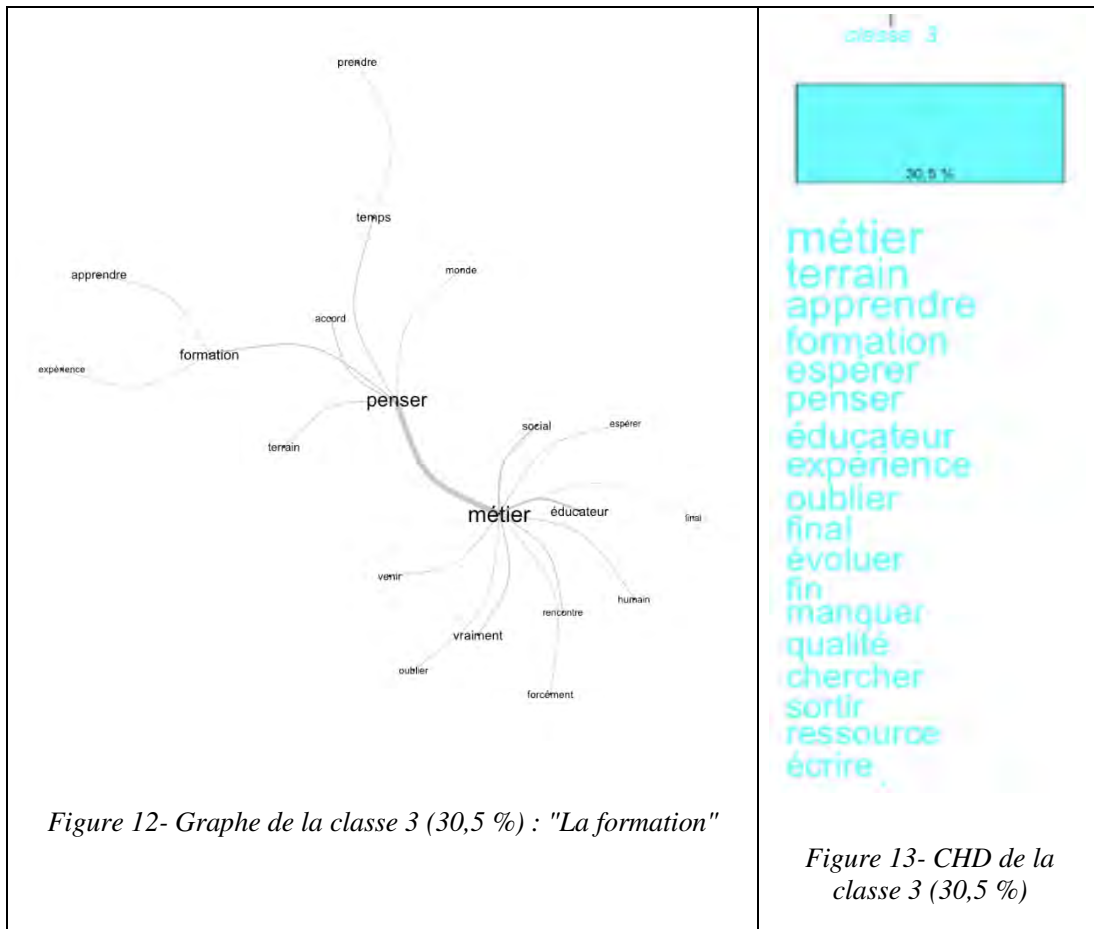 prendre
temps
apprendre
monde
accord
formation
expérience
penser
social
espérer
terrain
métier
éducateur
final
venir
humain
rencontre
vraiment
oublier
forcément
Figure 12- Graphe de la classe 3 (30,5 %) : "La formation"
classe 3
30,5 %
métier
terrain
apprendre
formation
espérer
penser
éducateur
expérience
oublier
final
évoluer
fin
manquer
qualité
chercher
sortir
ressource
écrire
Figure 13- CHD de la
classe 3 (30,5 %)